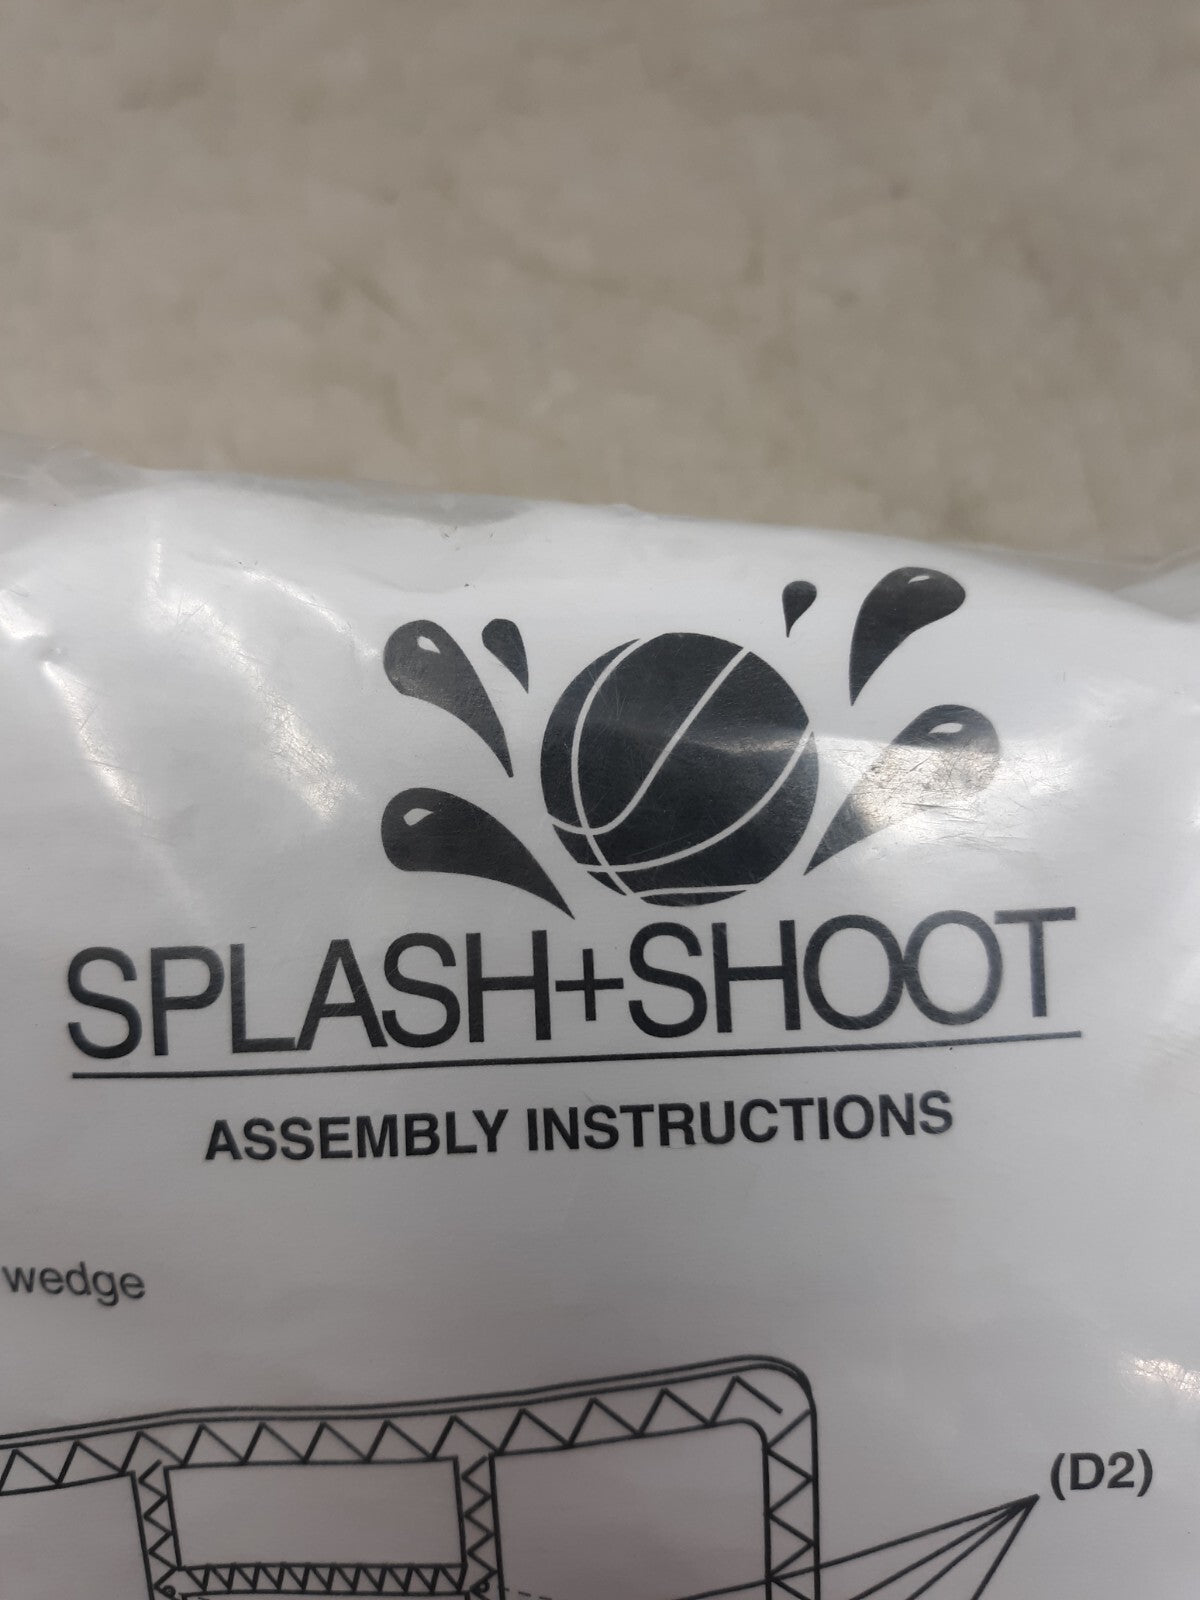 SPLASH+SHOOT
ASSEMBLY INSTRUCTIONS
wedge
(D2)